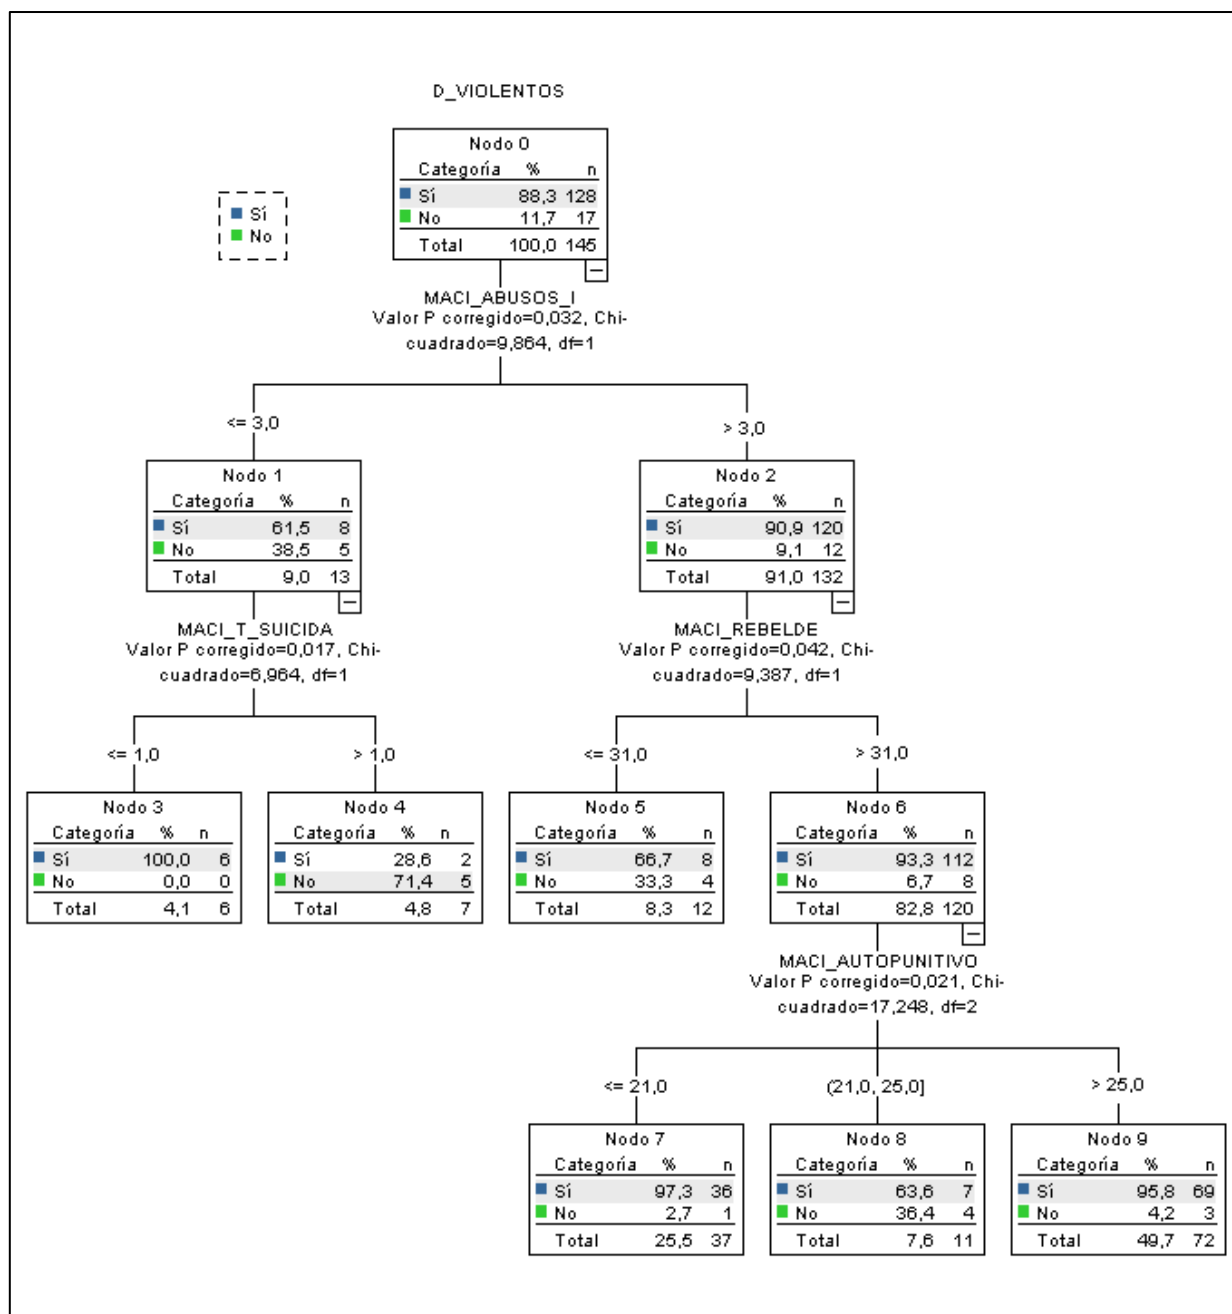 D_VIOLENTOS
Sí
No
Nodo 0
Categoría % n
Sí 88,3 128
No 11,7 17
Total 100,0 145
MACI_ABUSOS_I
Valor P corregido=0,032, Chi-
cuadrado=9,864, df=1
<= 3,0
> 3,0
Nodo 1
Categoría % n
Sí 61,5 8
No 38,5 5
Total 9,0 13
Nodo 2
Categoría % n
Sí 90,9 120
No 9,1 12
Total 91,0 132
MACI_T_SUICIDA
Valor P corregido=0,017, Chi-
cuadrado=6,964, df=1
MACI_REBELDE
Valor P corregido=0,042, Chi-
cuadrado=9,387, df=1
<= 1,0
> 1,0
<= 31,0
> 31,0
Nodo 3
Categoría % n
Sí 100,0 6
No 0,0 0
Total 4,1 6
Nodo 4
Categoría % n
Sí 28,6 2
No 71,4 5
Total 4,8 7
Nodo 5
Categoría % n
Sí 66,7 8
No 33,3 4
Total 8,3 12
Nodo 6
Categoría % n
Sí 93,3 112
No 6,7 8
Total 82,8 120
MACI_AUTOPUNITIVO
Valor P corregido=0,021, Chi-
cuadrado=17,248, df=2
<= 21,0
(21,0, 25,0]
> 25,0
Nodo 7
Categoría % n
Sí 97,3 36
No 2,7 1
Total 25,5 37
Nodo 8
Categoría % n
Sí 63,6 7
No 36,4 4
Total 7,6 11
Nodo 9
Categoría % n
Sí 95,8 69
No 4,2 3
Total 49,7 72